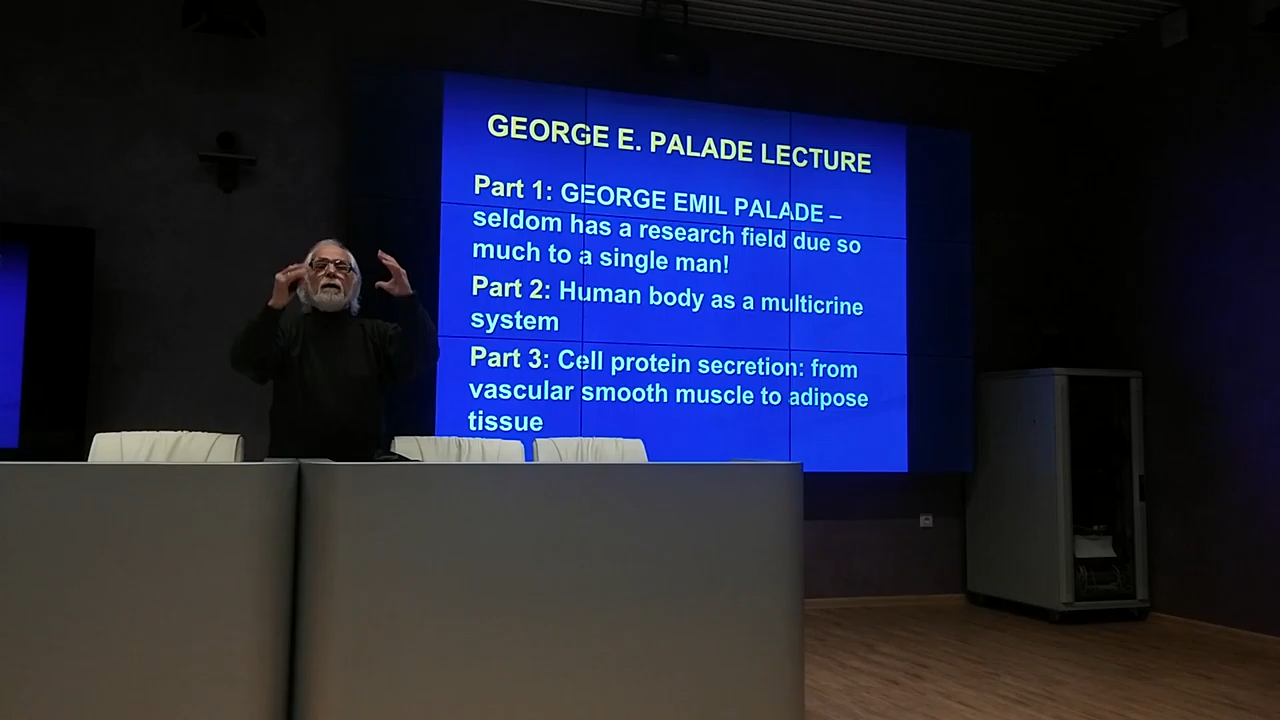 GEORGE E. PALADE LECTURE
Part 1: GEORGE EMIL PALADE –
seldom has a research field due so
much to a single man!
Part 2: Human body as a multicrine
system
Part 3: Cell protein secretion: from
vascular smooth muscle to adipose
tissue